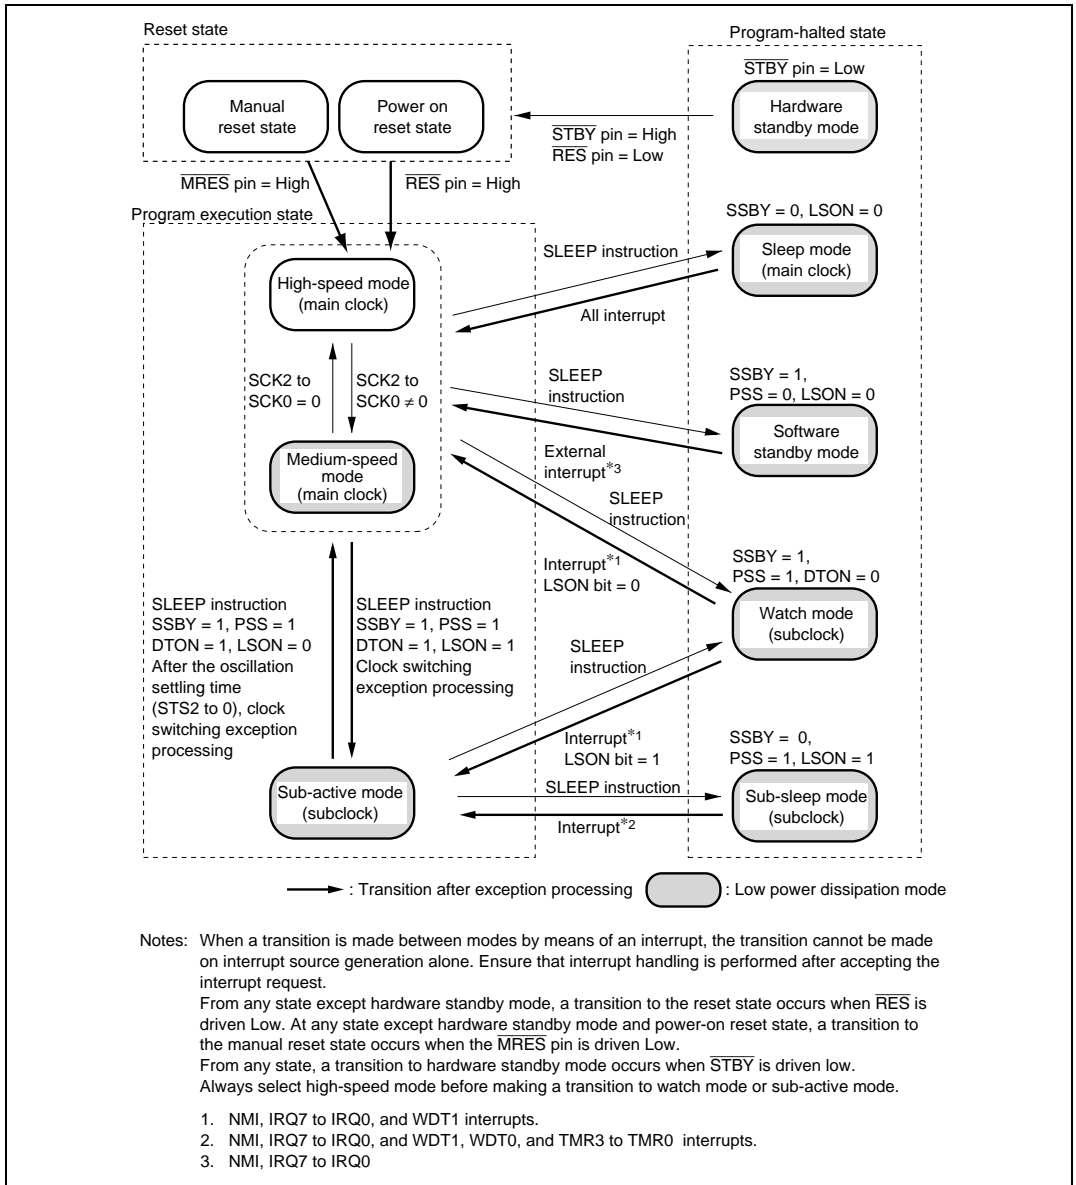 Reset state
Program-halted state
STBY pin = Low
Manual
reset state
Power on
reset state
Hardware
standby mode
STBY pin = High
RES pin = Low
MRES pin = High
RES pin = High
Program execution state
SSBY = 0, LSON = 0
High-speed mode
(main clock)
SLEEP instruction
Sleep mode
(main clock)
All interrupt
SCK2 to
SCK0 = 0
SCK2 to
SCK0 ≠ 0
SLEEP
instruction
SSBY = 1,
PSS = 0, LSON = 0
Software
standby mode
External
interrupt*3
Medium-speed
mode
(main clock)
SLEEP
instruction
Interrupt*1
LSON bit = 0
SSBY = 1,
PSS = 1, DTON = 0
Watch mode
(subclock)
SLEEP instruction
SSBY = 1, PSS = 1
DTON = 1, LSON = 0
After the oscillation
settling time
(STS2 to 0), clock
switching exception
processing
SLEEP instruction
SSBY = 1, PSS = 1
DTON = 1, LSON = 1
Clock switching
exception processing
SLEEP
instruction
Interrupt*1
LSON bit = 1
SSBY = 0,
PSS = 1, LSON = 1
Sub-active mode
(subclock)
SLEEP instruction
Interrupt*2
Sub-sleep mode
(subclock)
: Transition after exception processing
: Low power dissipation mode
Notes: When a transition is made between modes by means of an interrupt, the transition cannot be made
on interrupt source generation alone. Ensure that interrupt handling is performed after accepting the
interrupt request.
From any state except hardware standby mode, a transition to the reset state occurs when RES is
driven Low. At any state except hardware standby mode and power-on reset state, a transition to
the manual reset state occurs when the MRES pin is driven Low.
From any state, a transition to hardware standby mode occurs when STBY is driven low.
Always select high-speed mode before making a transition to watch mode or sub-active mode.
1. NMI, IRQ7 to IRQ0, and WDT1 interrupts.
2. NMI, IRQ7 to IRQ0, and WDT1, WDT0, and TMR3 to TMR0 interrupts.
3. NMI, IRQ7 to IRQ0